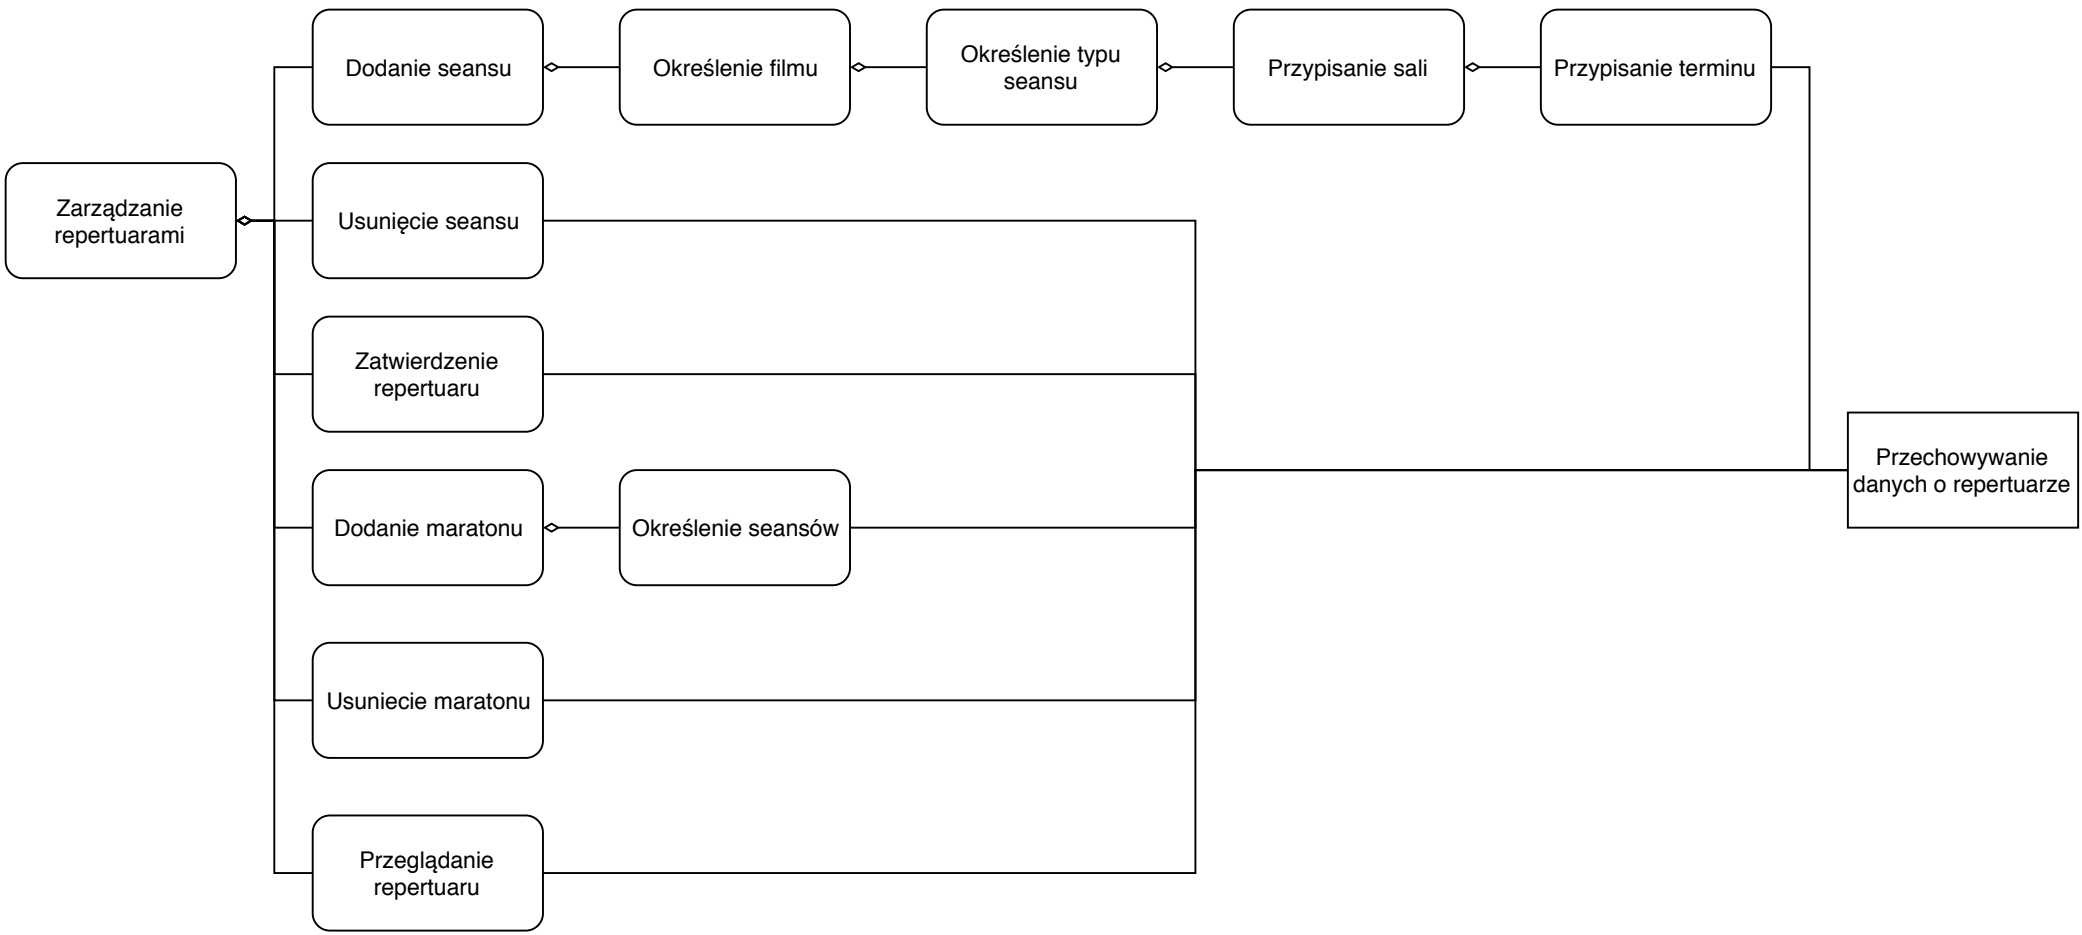 Dodanie seansu
Określenie filmu
Określenie typu
seansu
Przypisanie sali
Przypisanie terminu
Zarządzanie
repertuarami
Usunięcie seansu
Zatwierdzenie
repertuaru
Przechowywanie
danych o repertuarze
Dodanie maratonu
Określenie seansów
Usuniecie maratonu
Przeglądanie
repertuaru